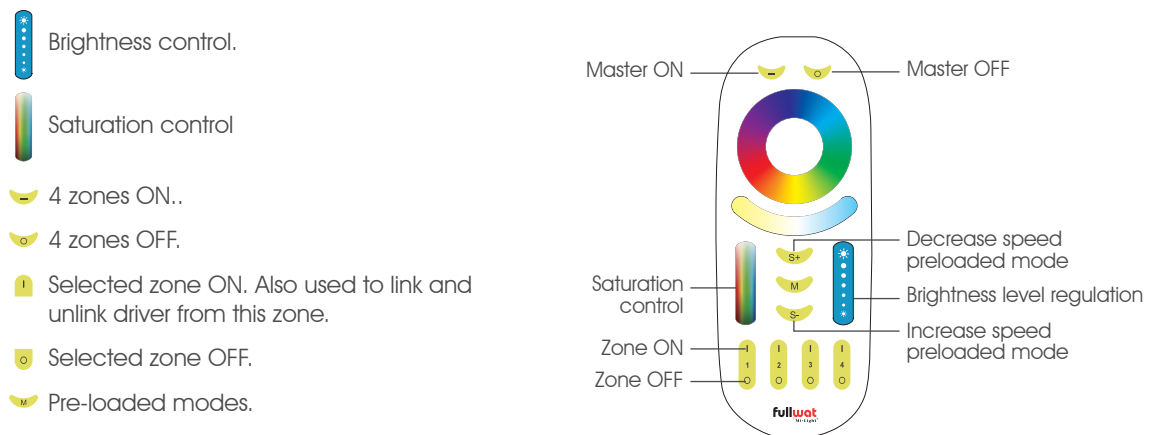 Brightness control.
Saturation control
4 zones ON..
4 zones OFF.
Selected zone ON. Also used to link and
unlink driver from this zone.
Selected zone OFF.
M
Pre-loaded modes.
Master ON
Master OFF
S+
M
S-
Decrease speed
preloaded mode
Saturation
control
Brightness level regulation
Increase speed
preloaded mode
Zone ON
Zone OFF
I I I I
1 2 3 4
O O O O
fullwat
Mi·Light